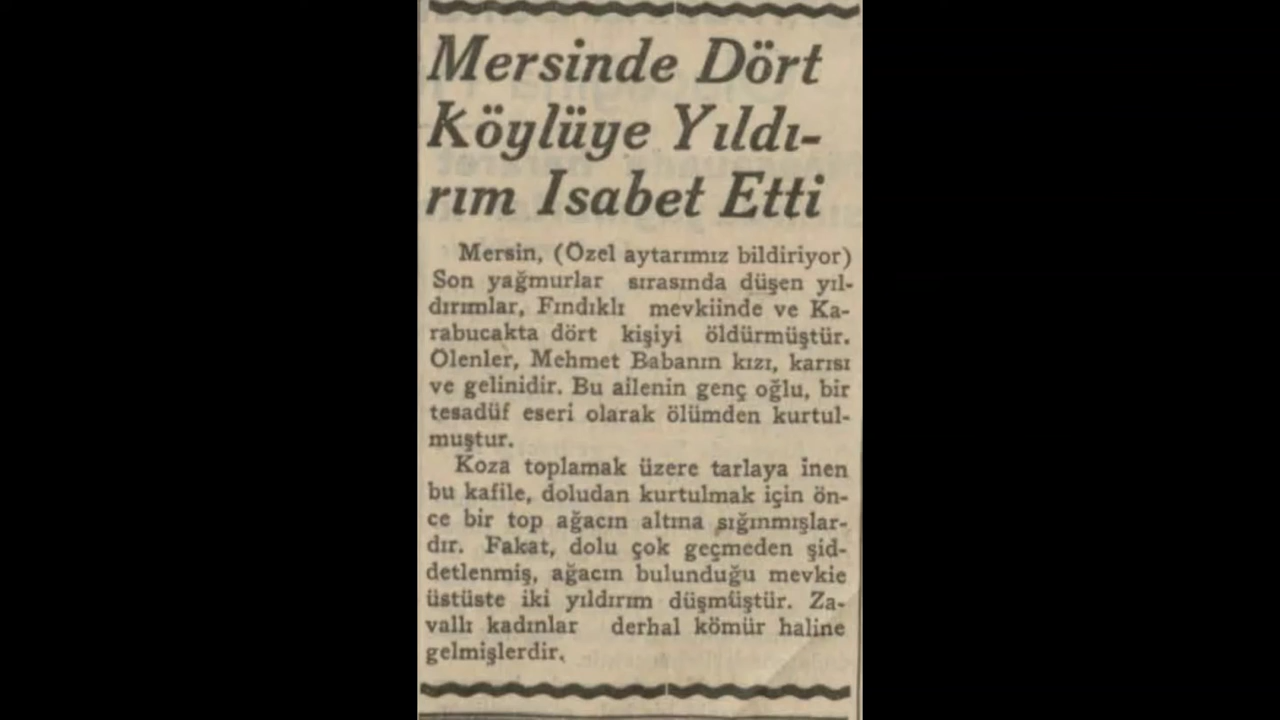 Mersinde Dört
Köylüye Yıldı-
rım Isabet Etti
Mersin, (Özel aytarımız bildiriyor)
Son yağmurlar sırasında düşen yıl-
dırımlar, Fındıklı mevkiinde ve Ka-
rabucakta dört kişiyi öldürmüştür.
Ölenler, Mehmet Babanın kızı, karısı
ve gelinidir. Bu ailenin genç oğlu, bir
tesadüf eseri olarak ölümden kurtul-
muştur.
Koza toplamak üzere tarlaya inen
bu kafile, doludan kurtulmak için ön-
ce bir top ağacın altına sığınmışlar-
dır. Fakat, dolu çok geçmeden şid-
detlenmiş, ağacın bulunduğu mevkie
üstüste iki yıldırım düşmüştür. Za-
vallı kadınlar derhal kömür haline
gelmişlerdir.